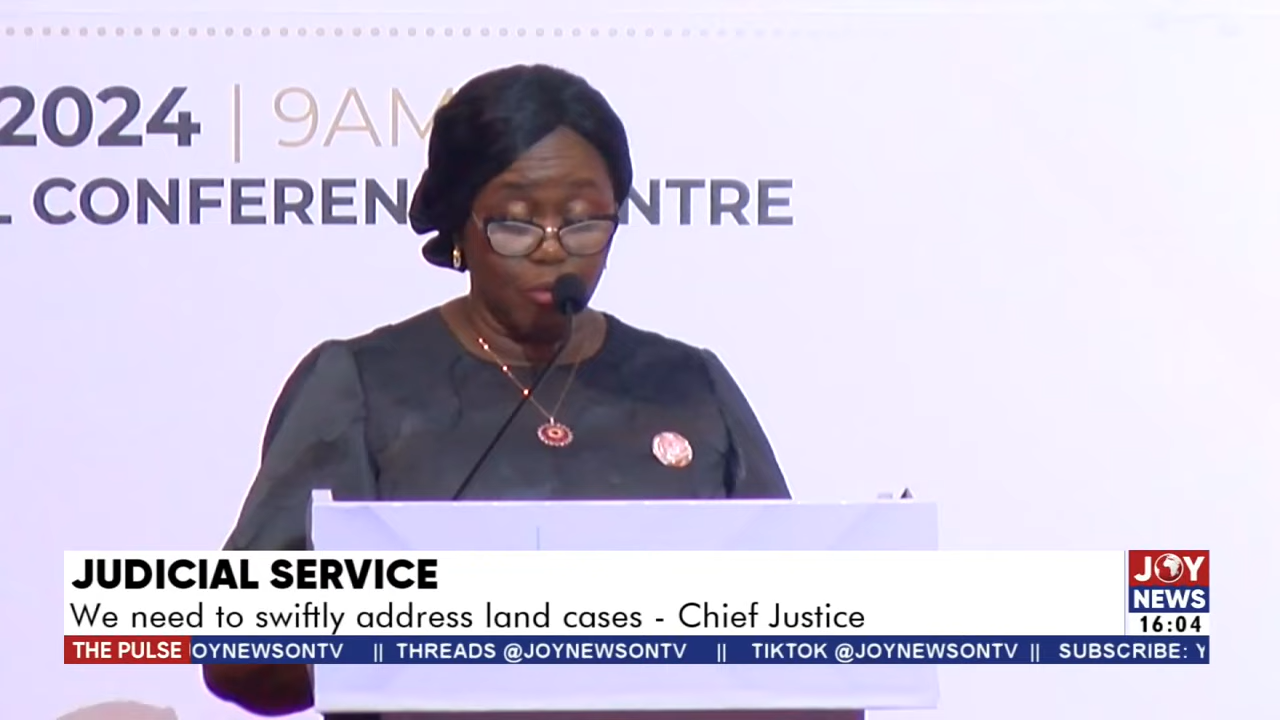 2024 | 9AM
CONFEREN NTRE
JUDICIAL SERVICE
We need to swiftly address land cases - Chief Justice
JOY
NEWS
16:04
THE PULSE OYNEWSONTV || THREADS @JOYNEWSONTV || TIKTOK @JOYNEWSONTV || SUBSCRIBE: Y